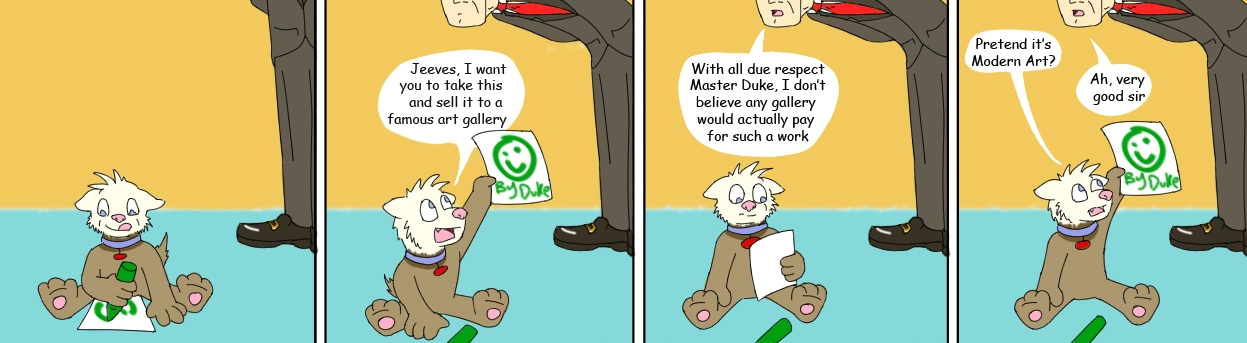 Jeeves, I want
you to take this
and sell it to a
famous art gallery
By Duke
With all due respect
Master Duke, I don't
believe any gallery
would actually pay
for such a work
Pretend it's
Modern Art?
Ah, very
good sir
By Duke